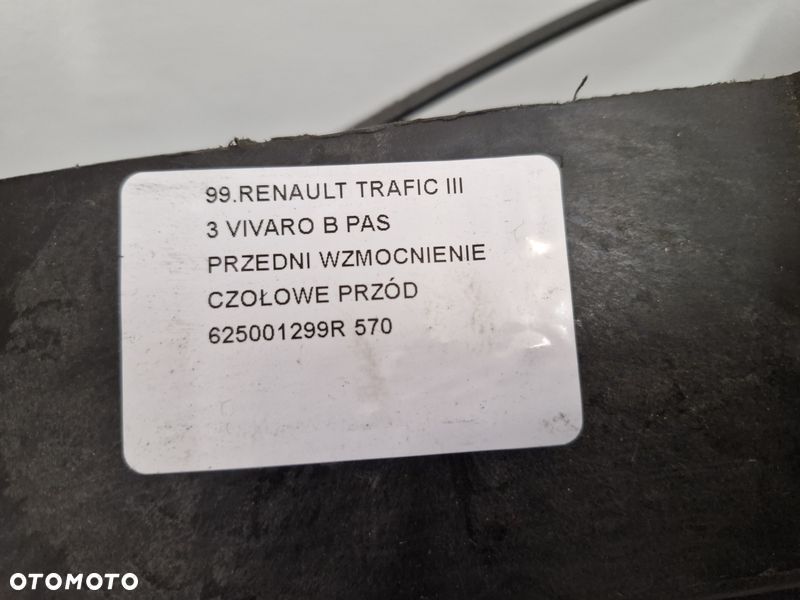 99.RENAULT TRAFIC III
3 VIVARO B PAS
PRZEDNI WZMOCNIENIE
CZOŁOWE PRZÓD
625001299R 570
OTOMOTO